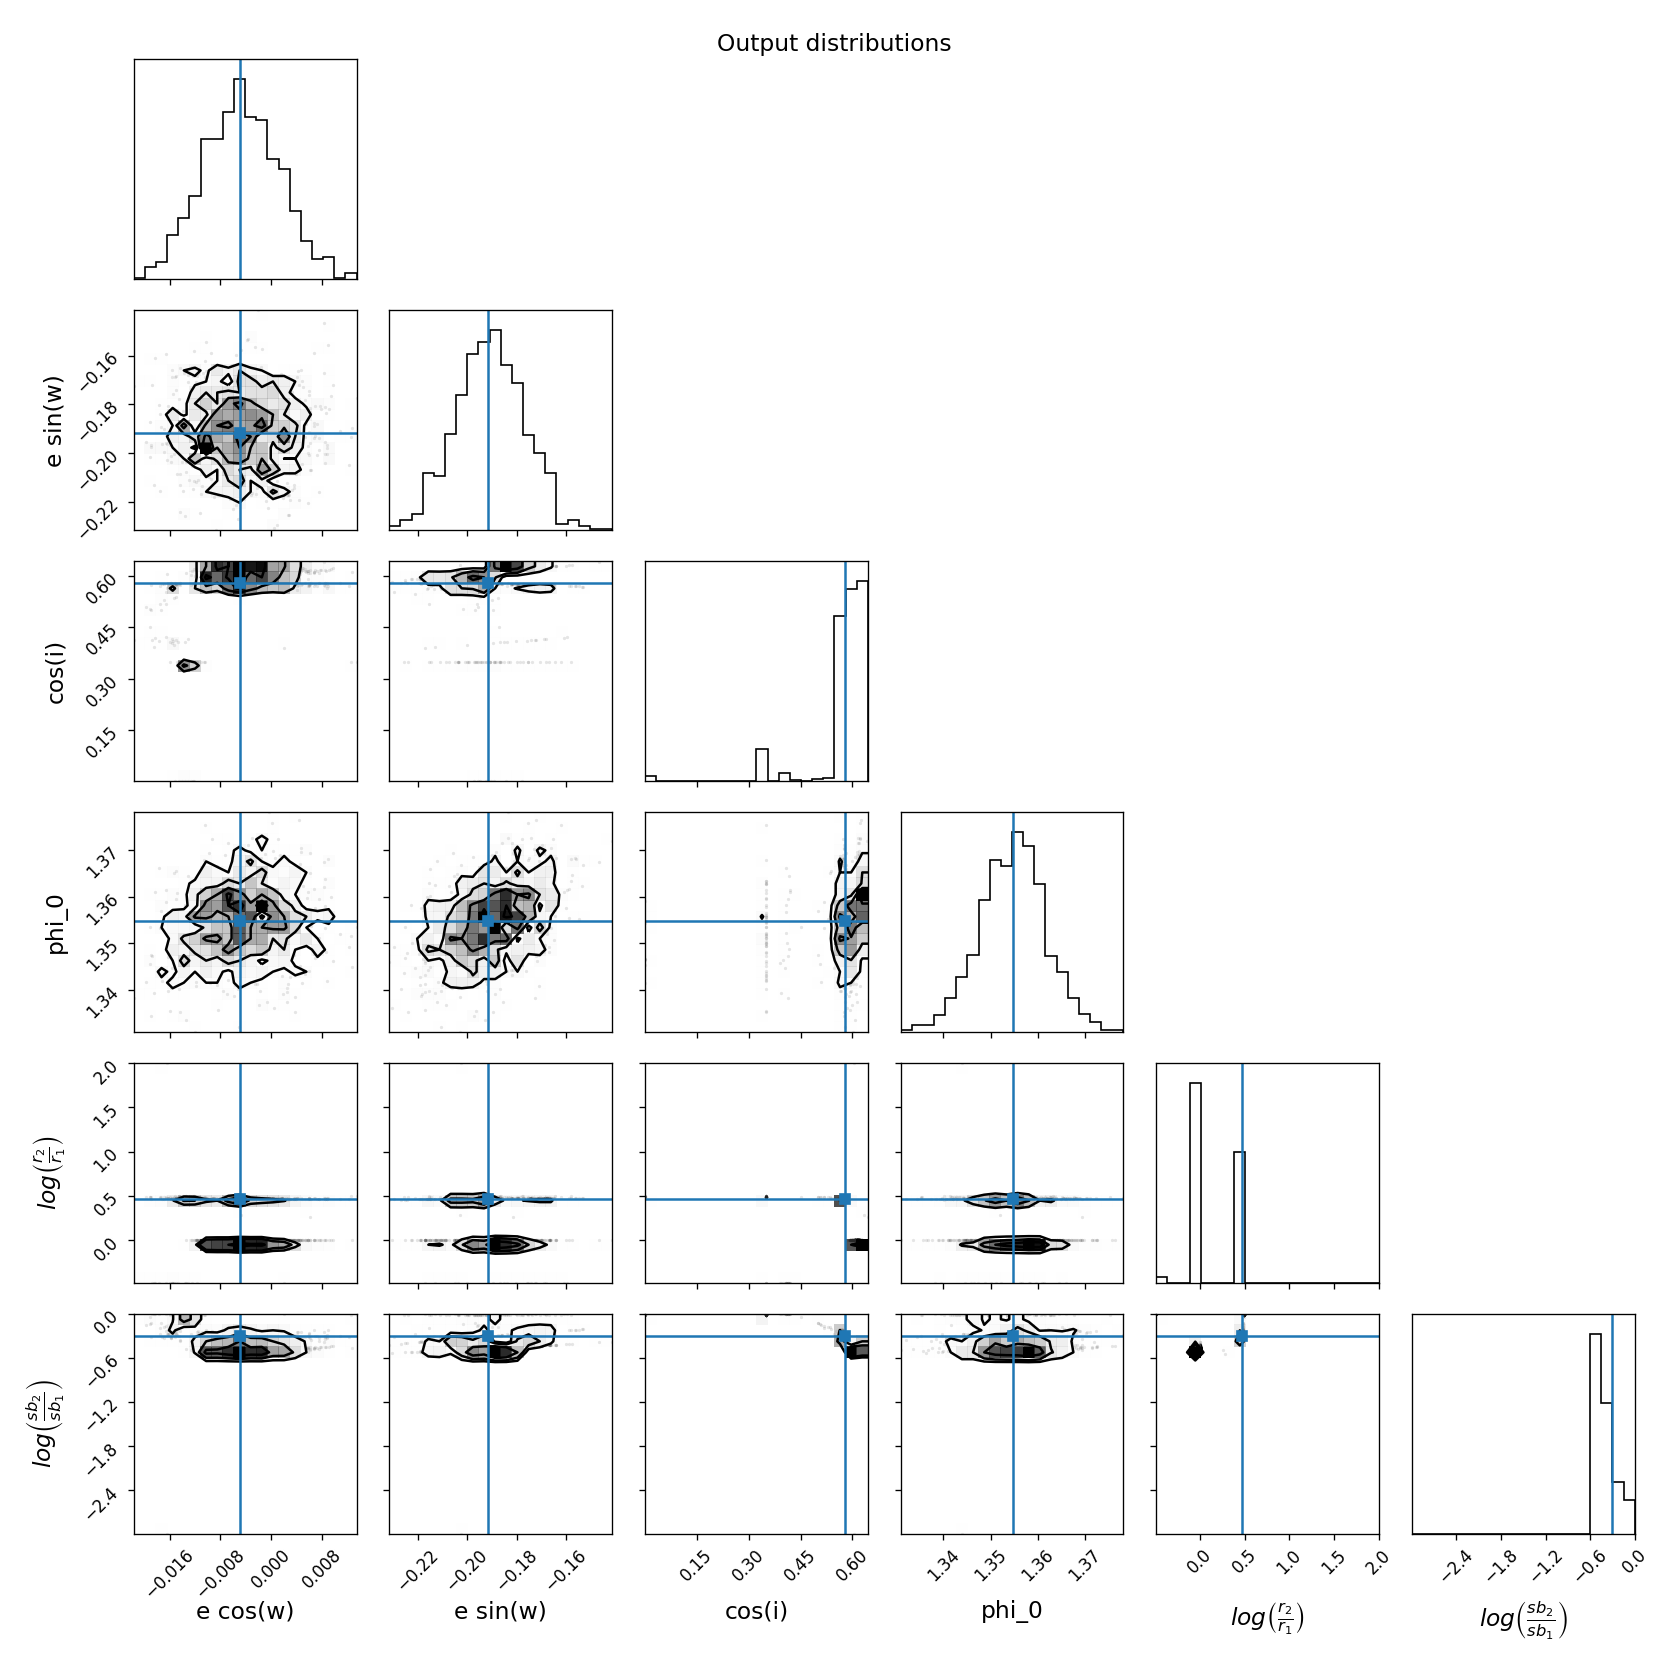 Output distributions
−0.16
−0.18
−0.20
−0.22
e sin(w)
0.60
0.45
0.30
0.15
cos(i)
1.37
1.36
1.35
1.34
phi_0
2.0
1.5
1.0
0.5
0.0
log(r₂/r₁)
0.0
−0.6
−1.2
−1.8
−2.4
log(sb₂/sb₁)
−0.016 −0.008 0.000 0.008
−0.22 −0.20 −0.18 −0.16
0.15 0.30 0.45 0.60
1.34 1.35 1.36 1.37
0.0 0.5 1.0 1.5 2.0
−2.4 −1.8 −1.2 −0.6 0.0
e cos(w) e sin(w) cos(i) phi_0 log(r₂/r₁) log(sb₂/sb₁)